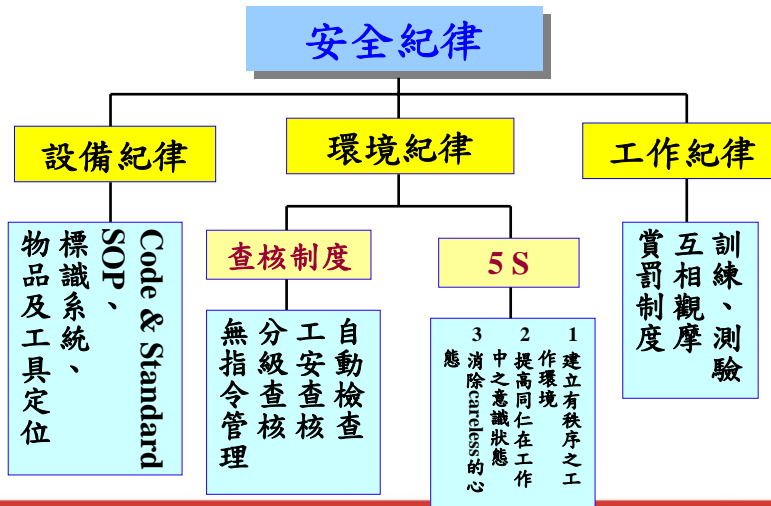 安全紀律
設備紀律
環境紀律
工作紀律
Code & Standard
SOP、
標識系統、
物品及工具定位
查核制度
自動檢查
工安查核
分級查核
無指令管理
5 S
1 建立有秩序之工
作環境
2 提高同仁在工作
中之意識狀態
3 消除careless的心
態
訓練、測驗
互相觀摩
賞罰制度